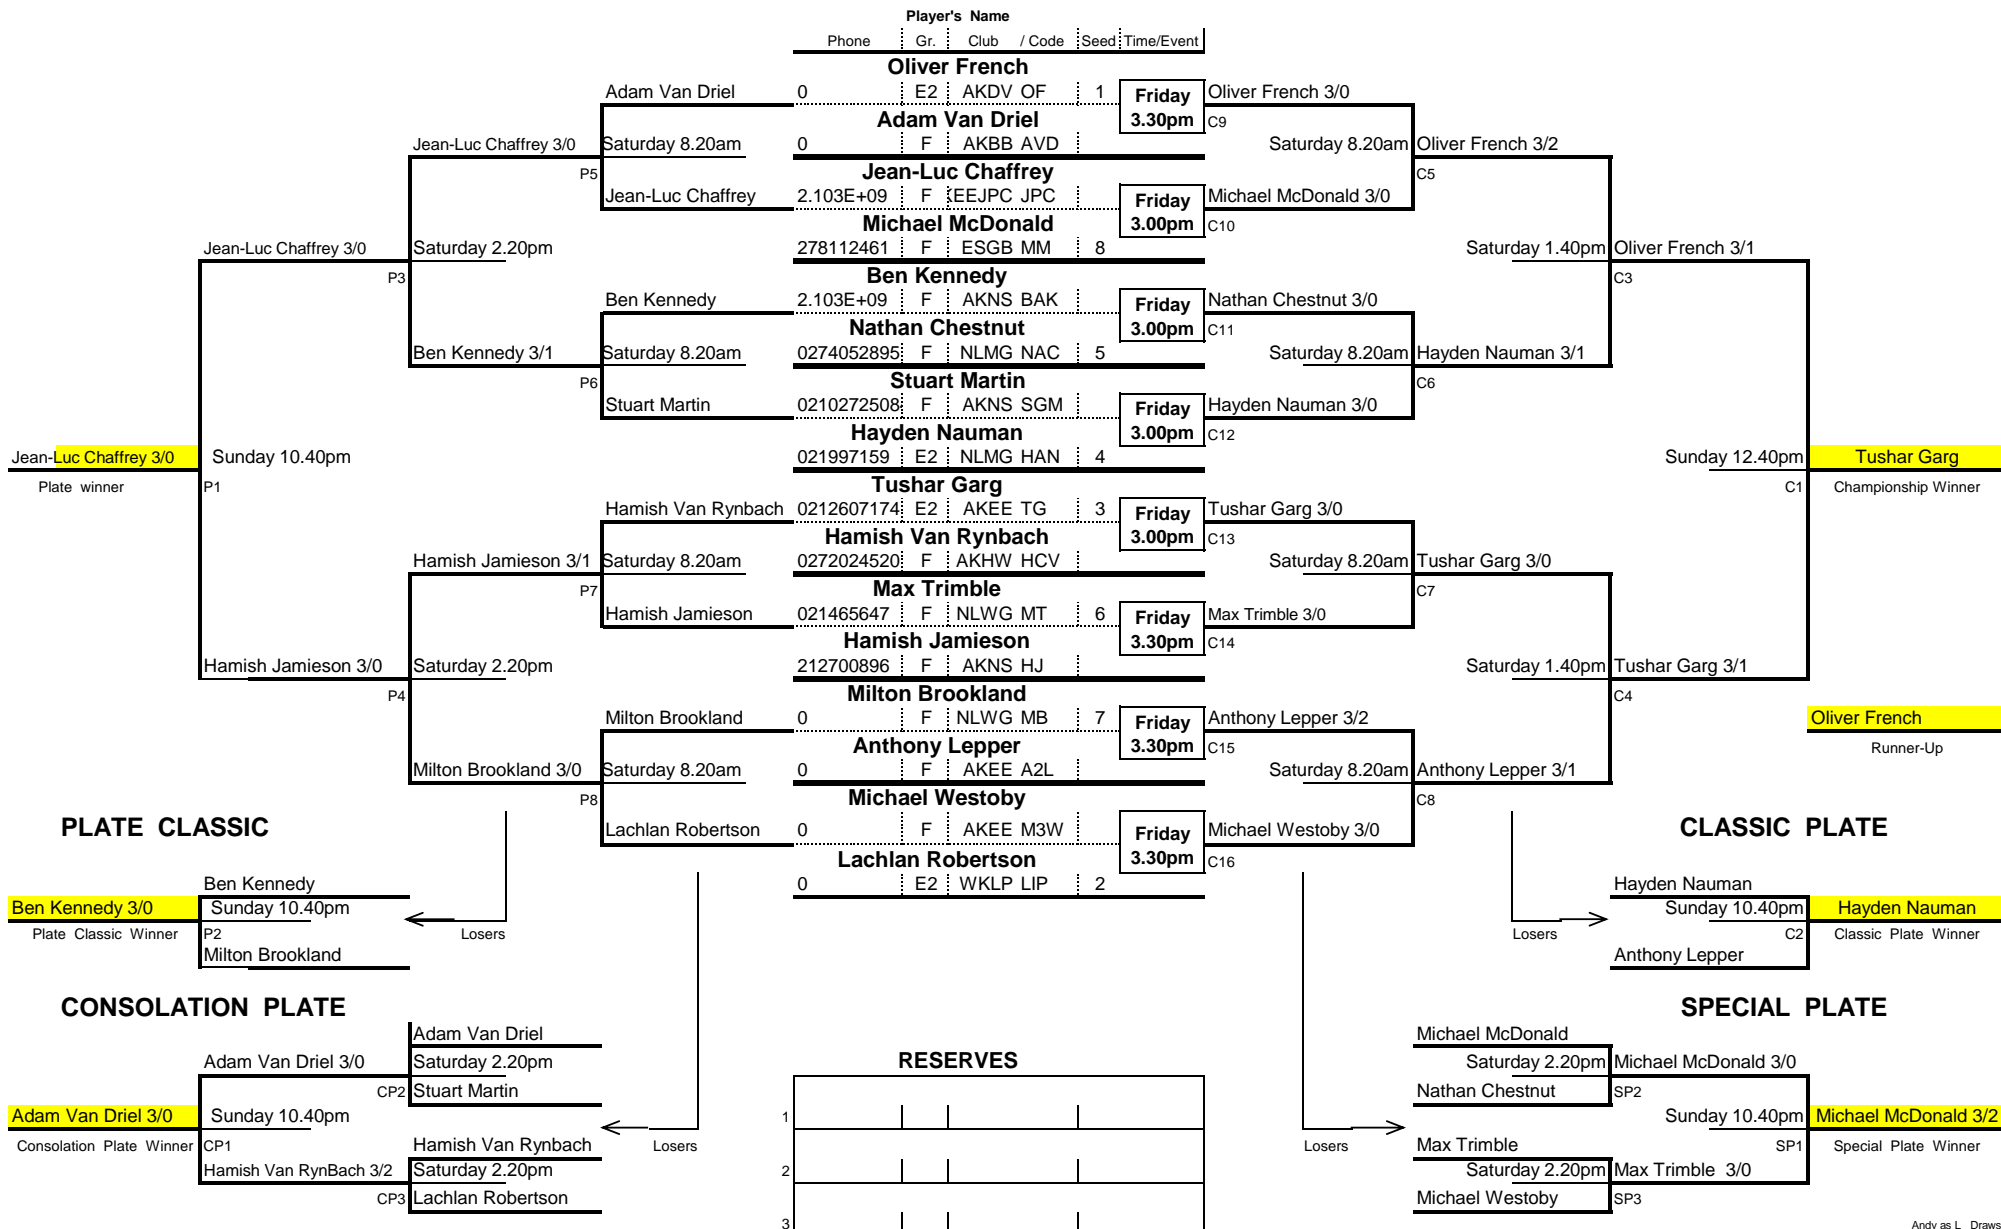 Player's Name
Phone Gr. Club / Code Seed Time/Event
Oliver French
Adam Van Driel 0 E2 AKDV OF 1 Friday 3.30pm Oliver French 3/0
Adam Van Driel C9
Jean-Luc Chaffrey 3/0 Saturday 8.20am 0 F AKBB AVD Saturday 8.20am Oliver French 3/2
P5 Jean-Luc Chaffrey C5
Jean-Luc Chaffrey 2.103E+09 F KEEJPC JPC Friday 3.00pm Michael McDonald 3/0
Michael McDonald C10
Jean-Luc Chaffrey 3/0 Saturday 2.20pm 278112461 F ESGB MM 8 Saturday 1.40pm Oliver French 3/1
P3 Ben Kennedy C3
Ben Kennedy 2.103E+09 F AKNS BAK Friday 3.00pm Nathan Chestnut 3/0
Nathan Chestnut C11
Ben Kennedy 3/1 Saturday 8.20am 0274052895 F NLMG NAC 5 Saturday 8.20am Hayden Nauman 3/1
P6 Stuart Martin C6
Stuart Martin 0210272508 F AKNS SGM Friday 3.00pm Hayden Nauman 3/0
Hayden Nauman C12
Jean-Luc Chaffrey 3/0 Sunday 10.40pm 021997159 E2 NLMG HAN 4 Sunday 12.40pm Tushar Garg
Plate winner P1 Tushar Garg C1 Championship Winner
Hamish Van Rynbach 0212607174 E2 AKEE TG 3 Friday 3.00pm Tushar Garg 3/0
Hamish Van Rynbach C13
Hamish Jamieson 3/1 Saturday 8.20am 0272024520 F AKHW HCV Saturday 8.20am Tushar Garg 3/0
P7 Max Trimble C7
Hamish Jamieson 021465647 F NLWG MT 6 Friday 3.30pm Max Trimble 3/0
Hamish Jamieson C14
Hamish Jamieson 3/0 Saturday 2.20pm 212700896 F AKNS HJ Saturday 1.40pm Tushar Garg 3/1
P4 Milton Brookland C4
Milton Brookland 0 F NLWG MB 7 Friday 3.30pm Anthony Lepper 3/2 Oliver French
Anthony Lepper C15 Runner-Up
Milton Brookland 3/0 Saturday 8.20am 0 F AKEE A2L Saturday 8.20am Anthony Lepper 3/1
P8 Michael Westoby C8
PLATE CLASSIC Lachlan Robertson 0 F AKEE M3W Friday 3.30pm Michael Westoby 3/0 CLASSIC PLATE
Lachlan Robertson C16
Ben Kennedy 0 E2 WKLP LIP 2 Hayden Nauman
Ben Kennedy 3/0 Sunday 10.40pm Sunday 10.40pm Hayden Nauman
Plate Classic Winner P2 Losers Losers C2 Classic Plate Winner
Milton Brookland Anthony Lepper
CONSOLATION PLATE SPECIAL PLATE
Adam Van Driel Michael McDonald
Adam Van Driel 3/0 Saturday 2.20pm RESERVES Saturday 2.20pm Michael McDonald 3/0
CP2 Stuart Martin Nathan Chestnut SP2
Adam Van Driel 3/0 Sunday 10.40pm 1 Sunday 10.40pm Michael McDonald 3/2
Consolation Plate Winner CP1 Hamish Van Rynbach Losers Losers Max Trimble SP1 Special Plate Winner
Hamish Van RynBach 3/2 Saturday 2.20pm 2 Saturday 2.20pm Max Trimble 3/0
CP3 Lachlan Robertson Michael Westoby SP3
3 Andy as L Draws